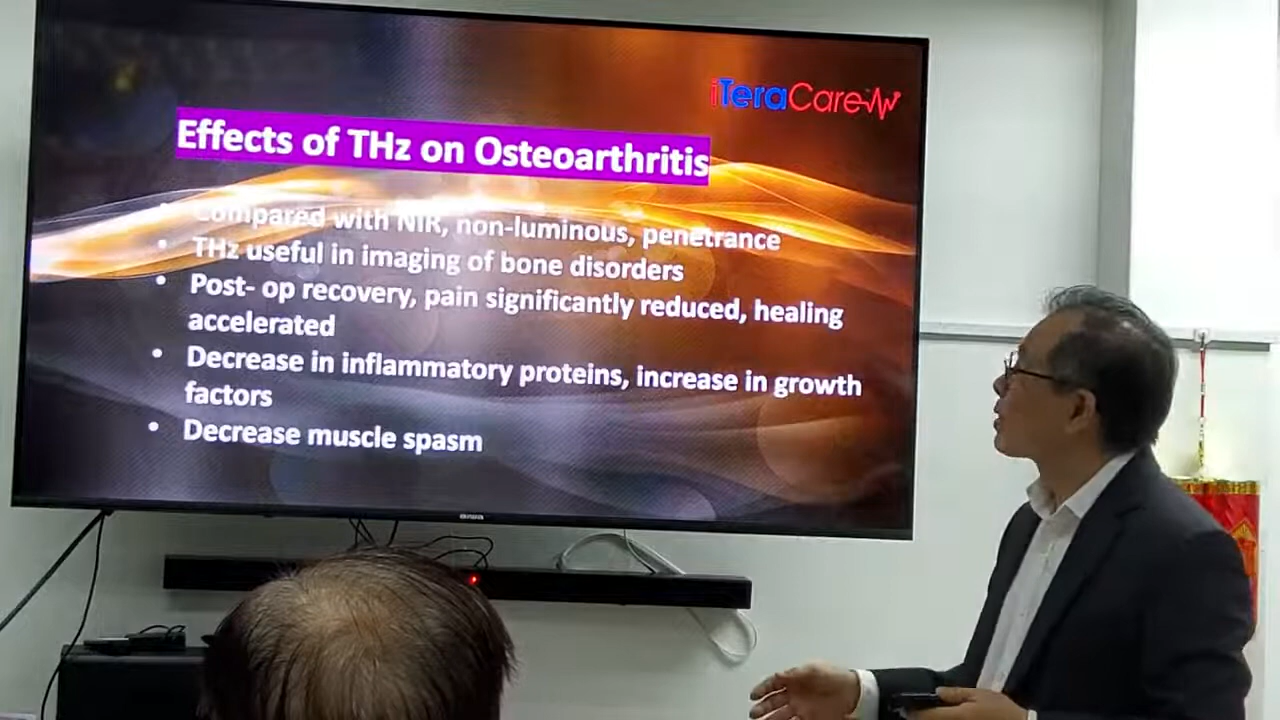 iTeraCare
Effects of THz on Osteoarthritis
• Compared with NIR, non-luminous, penetrance
• THz useful in imaging of bone disorders
• Post- op recovery, pain significantly reduced, healing
accelerated
• Decrease in inflammatory proteins, increase in growth
factors
• Decrease muscle spasm